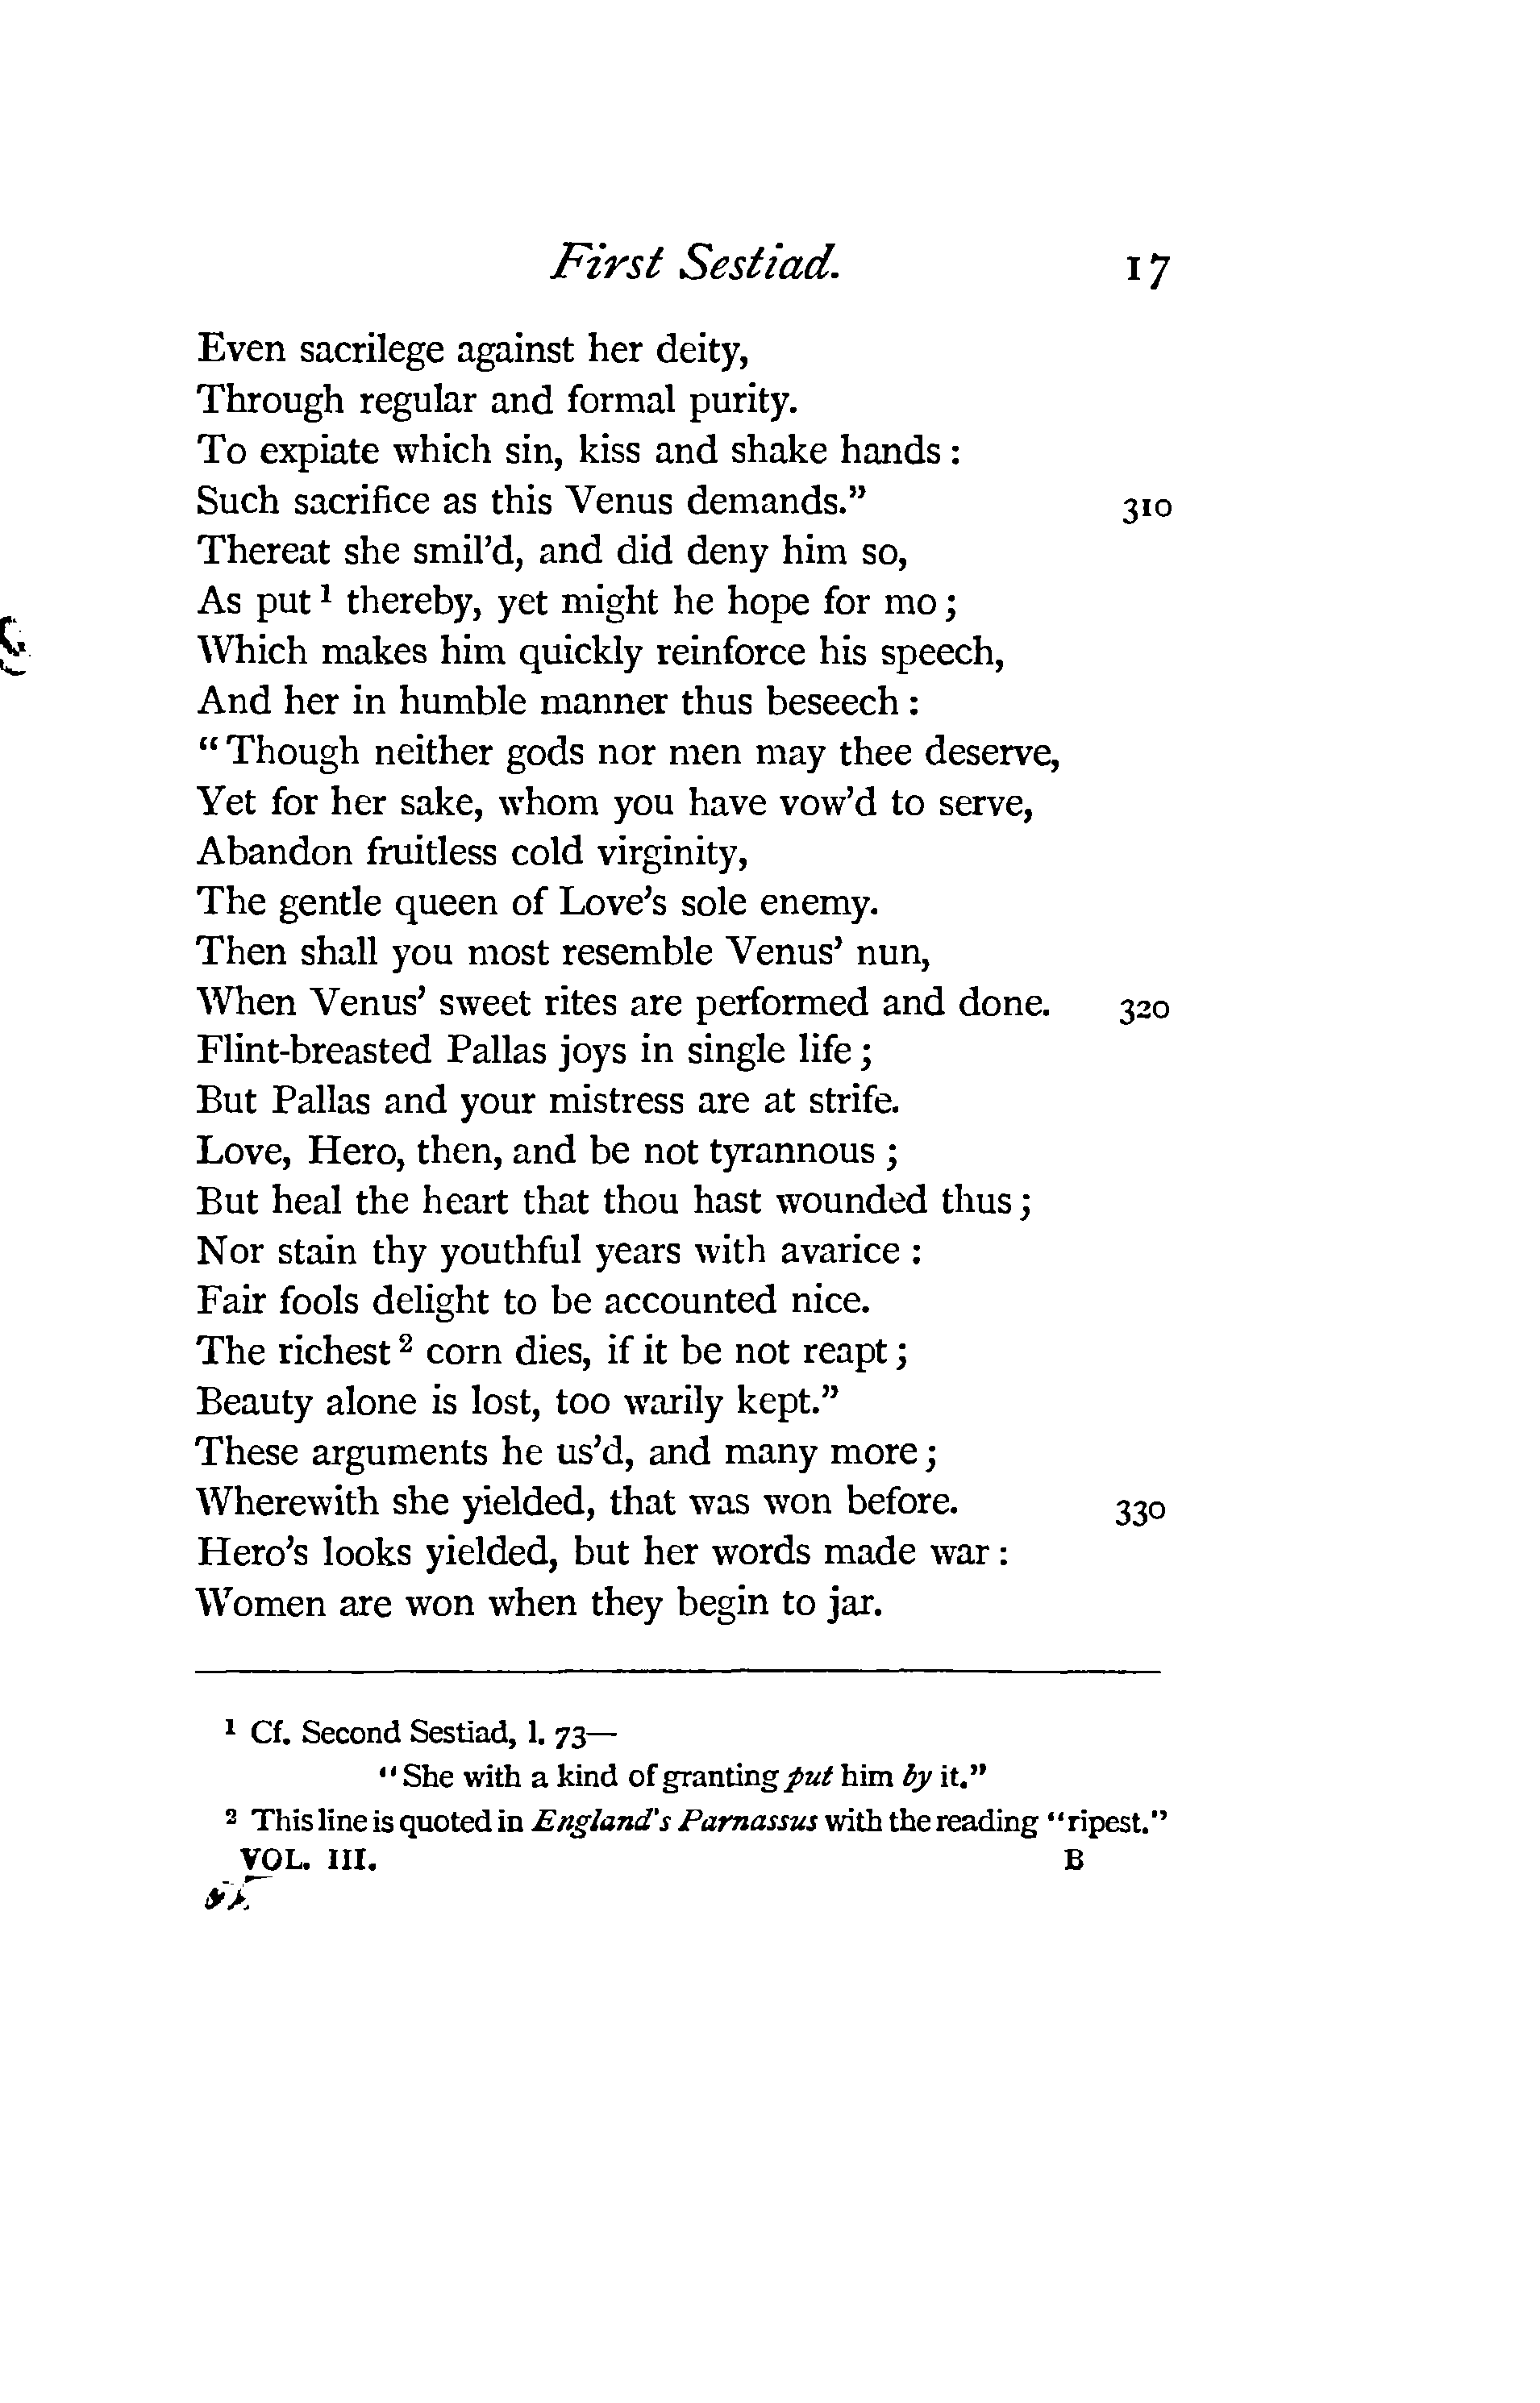 First Sestiad. 17
Even sacrilege against her deity,
Through regular and formal purity.
To expiate which sin, kiss and shake hands :
Such sacrifice as this Venus demands.” 310
Thereat she smil’d, and did deny him so,
As put ¹ thereby, yet might he hope for mo ;
Which makes him quickly reinforce his speech,
And her in humble manner thus beseech :
“ Though neither gods nor men may thee deserve,
Yet for her sake, whom you have vow’d to serve,
Abandon fruitless cold virginity,
The gentle queen of Love’s sole enemy.
Then shall you most resemble Venus’ nun,
When Venus’ sweet rites are performed and done. 320
Flint-breasted Pallas joys in single life ;
But Pallas and your mistress are at strife.
Love, Hero, then, and be not tyrannous ;
But heal the heart that thou hast wounded thus ;
Nor stain thy youthful years with avarice :
Fair fools delight to be accounted nice.
The richest ² corn dies, if it be not reapt ;
Beauty alone is lost, too warily kept.”
These arguments he us’d, and many more ;
Wherewith she yielded, that was won before. 330
Hero’s looks yielded, but her words made war :
Women are won when they begin to jar.
¹ Cf. Second Sestiad, l. 73—
“ She with a kind of granting put him by it.”
² This line is quoted in England's Parnassus with the reading “ripest.”
VOL. III. B